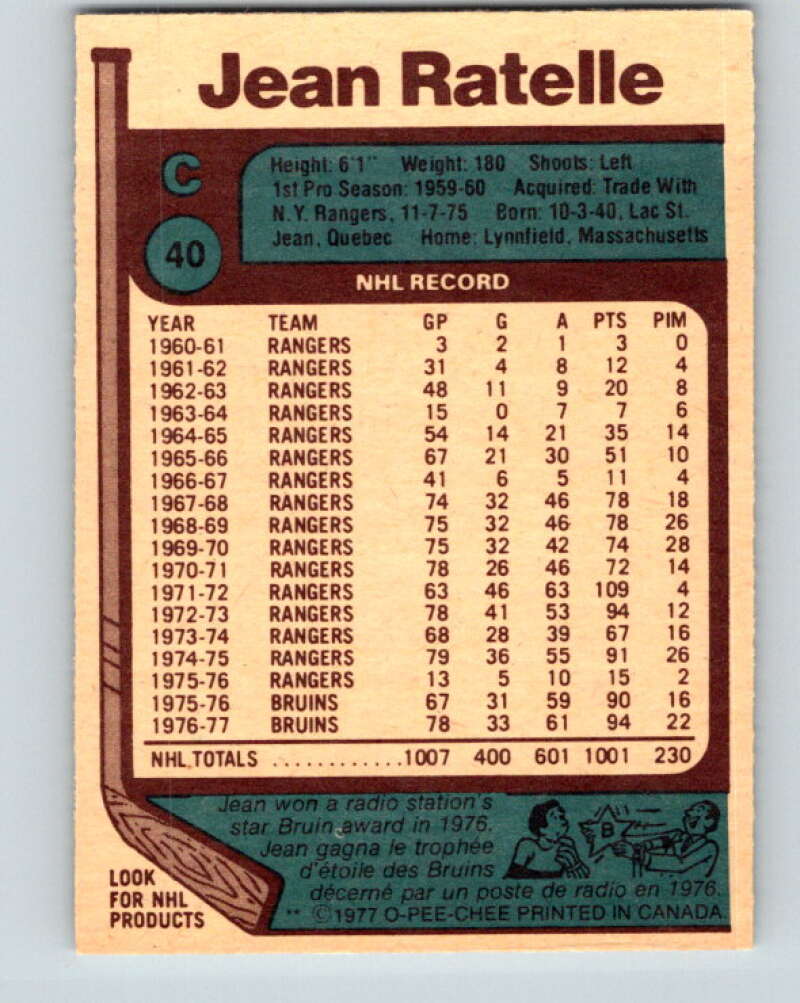 Jean Ratelle
C
40
Height: 6'1" Weight: 180 Shoots: Left
1st Pro Season: 1959-60 Acquired: Trade With
N.Y. Rangers, 11-7-75 Born: 10-3-40, Lac St.
Jean, Quebec Home: Lynnfield, Massachusetts
NHL RECORD
YEAR TEAM GP G A PTS PIM
1960-61 RANGERS 3 2 1 3 0
1961-62 RANGERS 31 4 8 12 4
1962-63 RANGERS 48 11 9 20 8
1963-64 RANGERS 15 0 7 7 6
1964-65 RANGERS 54 14 21 35 14
1965-66 RANGERS 67 21 30 51 10
1966-67 RANGERS 41 6 5 11 4
1967-68 RANGERS 74 32 46 78 18
1968-69 RANGERS 75 32 46 78 26
1969-70 RANGERS 75 32 42 74 28
1970-71 RANGERS 78 26 46 72 14
1971-72 RANGERS 63 46 63 109 4
1972-73 RANGERS 78 41 53 94 12
1973-74 RANGERS 68 28 39 67 16
1974-75 RANGERS 79 36 55 91 26
1975-76 RANGERS 13 5 10 15 2
1975-76 BRUINS 67 31 59 90 16
1976-77 BRUINS 78 33 61 94 22
NHL TOTALS ............1007 400 601 1001 230
Jean won a radio station's
star Bruin award in 1976.
Jean gagna le trophée
d'étoile des Bruins
décerné par un poste de radio en 1976.
B
LOOK
FOR NHL
PRODUCTS
** ©1977 O-PEE-CHEE PRINTED IN CANADA.